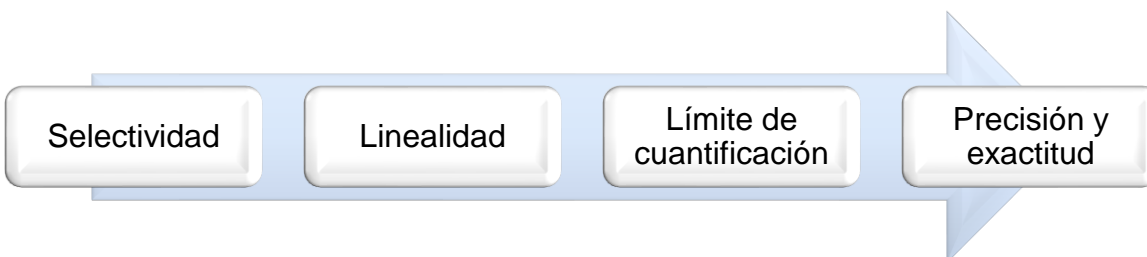 Selectividad
Linealidad
Límite de
cuantificación
Precisión y
exactitud